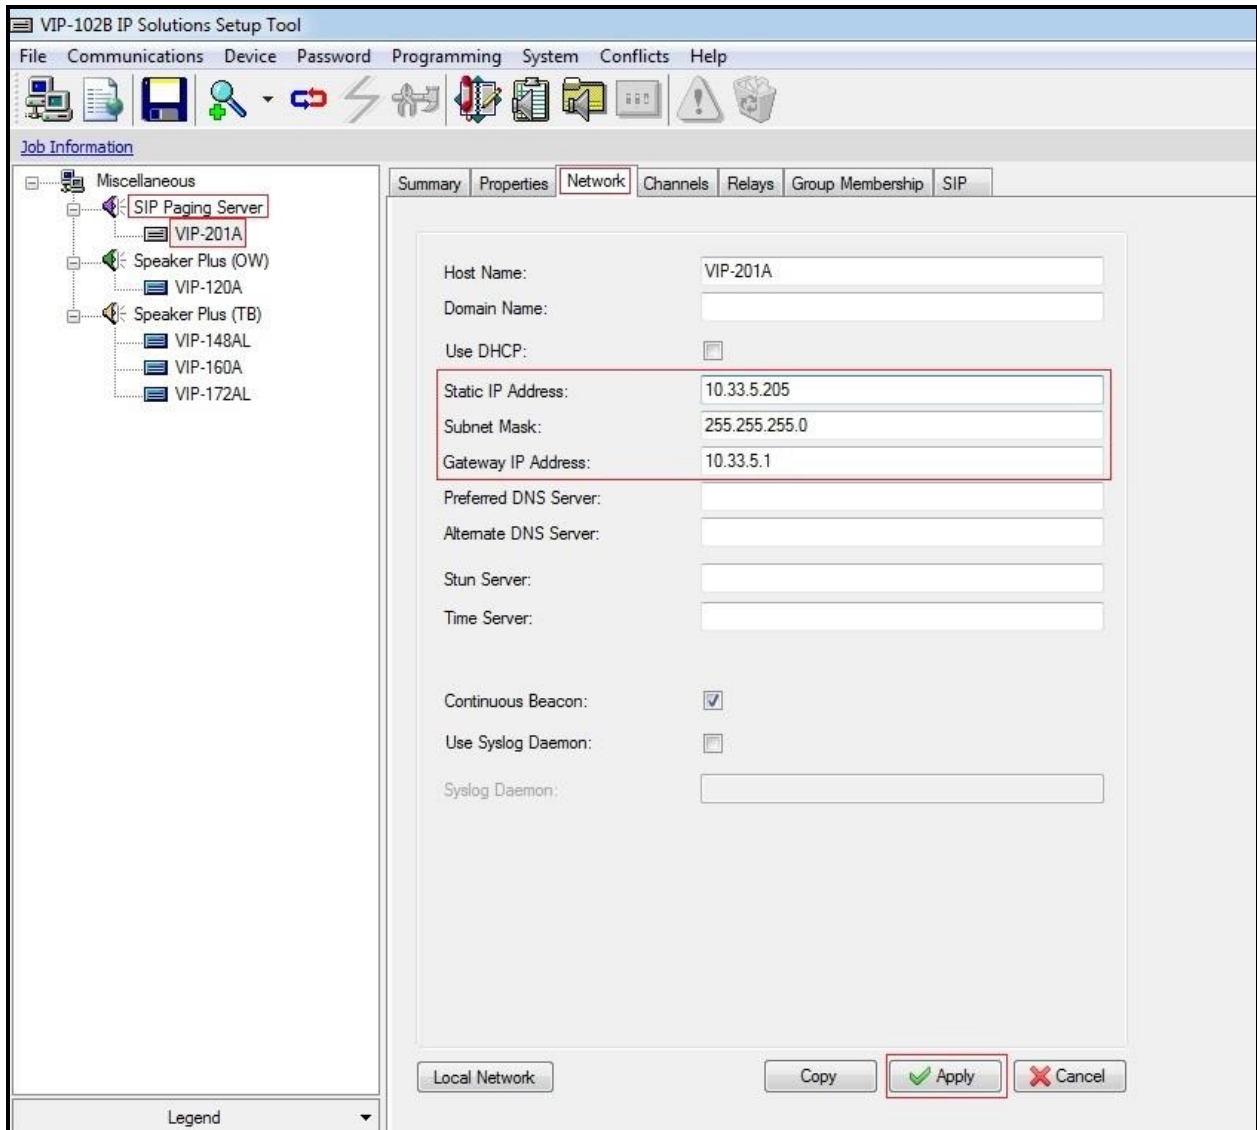 VIP-102B IP Solutions Setup Tool
File Communications Device Password Programming System Conflicts Help
Job Information
Miscellaneous
SIP Paging Server
VIP-201A
Speaker Plus (OW)
VIP-120A
Speaker Plus (TB)
VIP-148AL
VIP-160A
VIP-172AL
Legend
Summary Properties Network Channels Relays Group Membership SIP
Host Name: VIP-201A
Domain Name:
Use DHCP:
Static IP Address: 10.33.5.205
Subnet Mask: 255.255.255.0
Gateway IP Address: 10.33.5.1
Preferred DNS Server:
Alternate DNS Server:
Stun Server:
Time Server:
Continuous Beacon:
Use Syslog Daemon:
Syslog Daemon:
Local Network Copy Apply Cancel